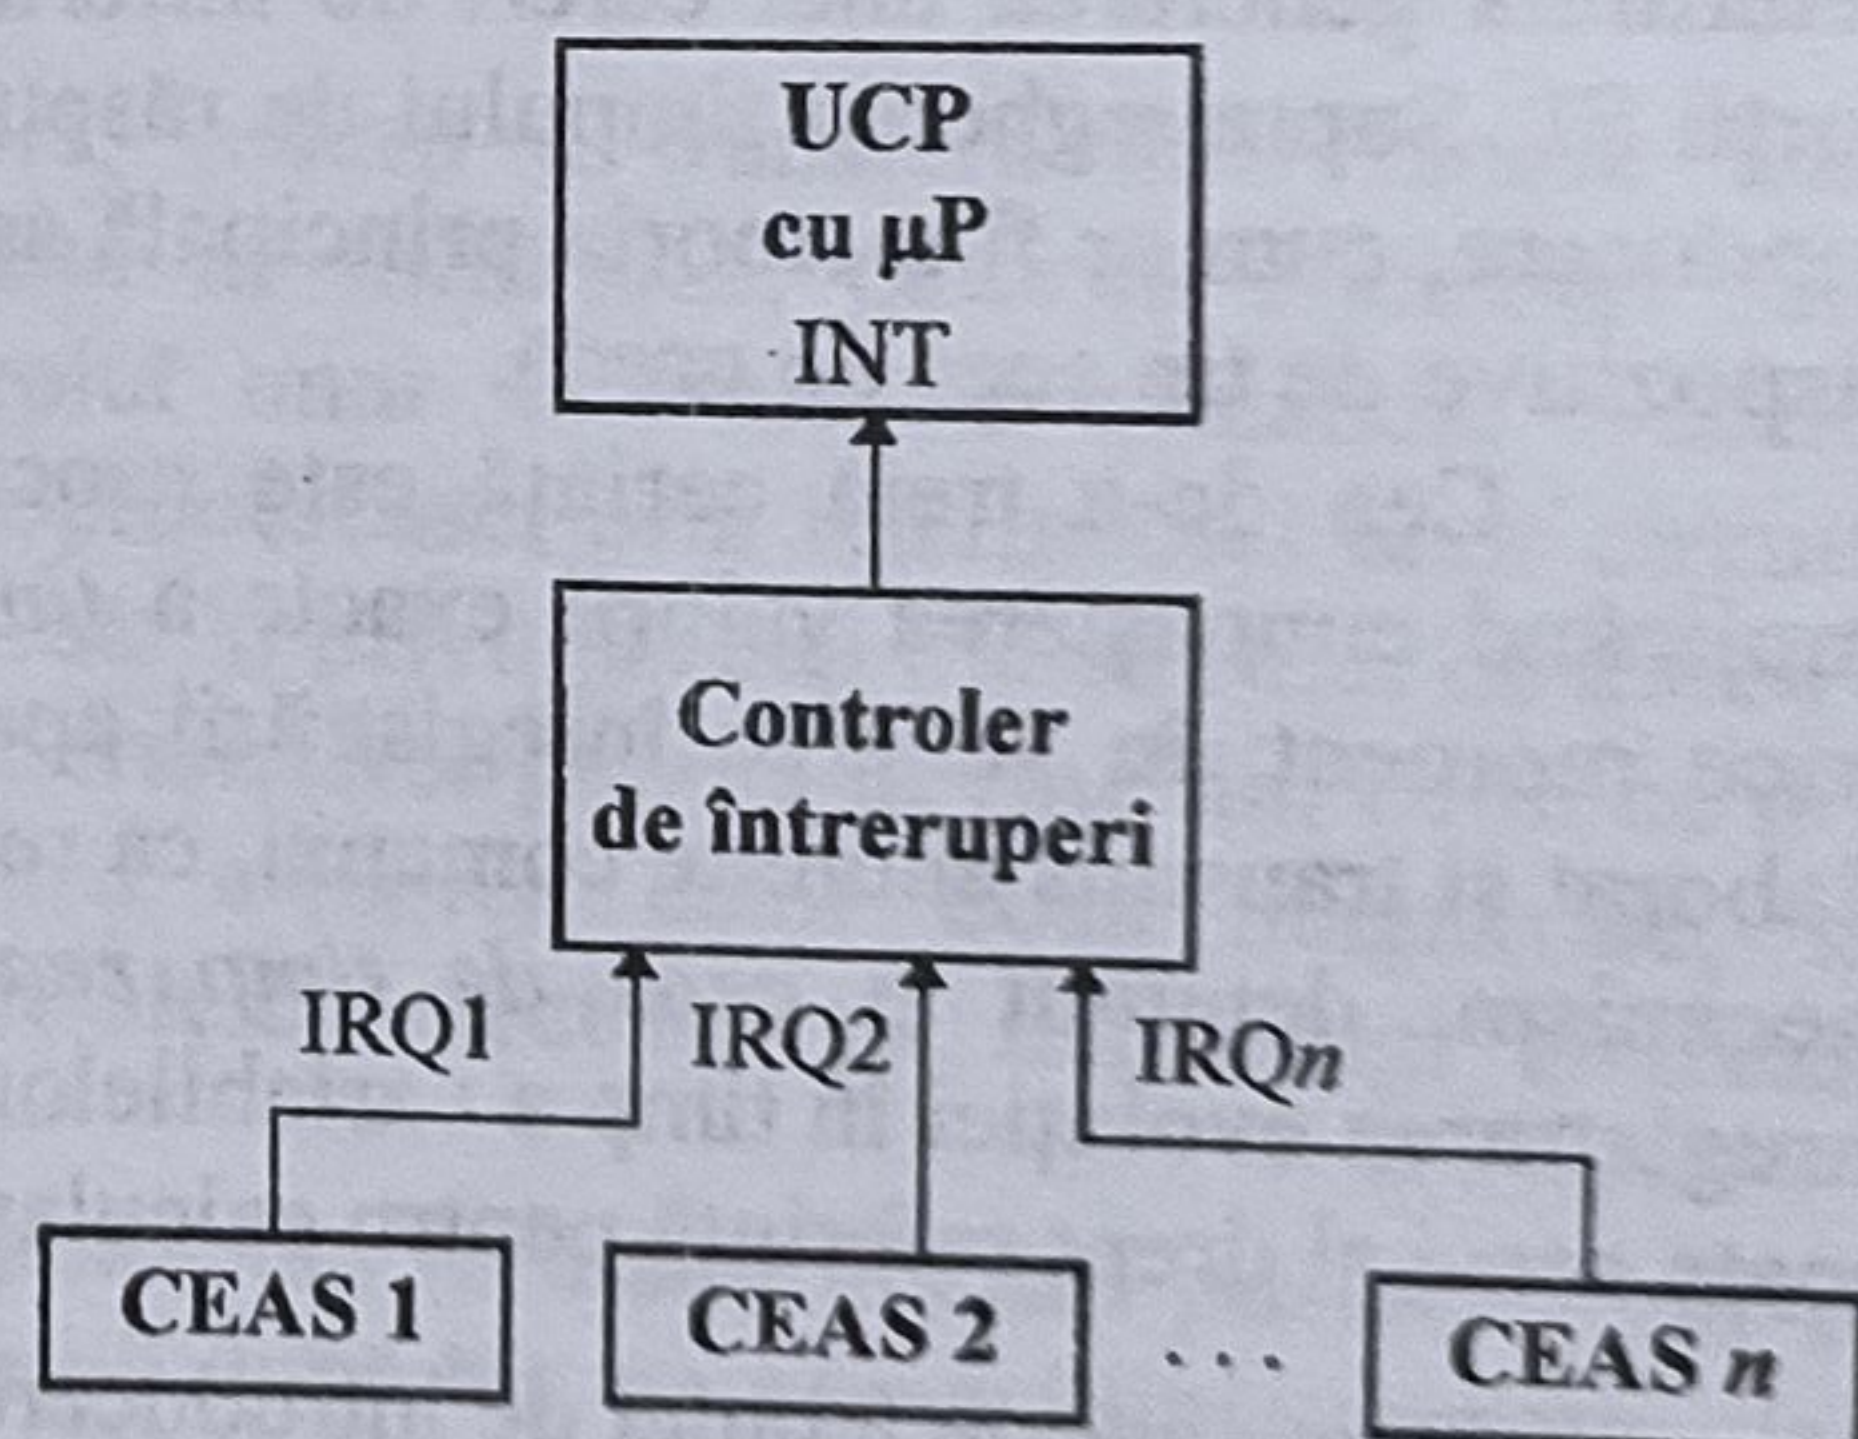 UCP
cu μP
INT
Controler
de întreruperi
IRQ1
IRQ2
IRQn
CEAS 1
CEAS 2
...
CEAS n